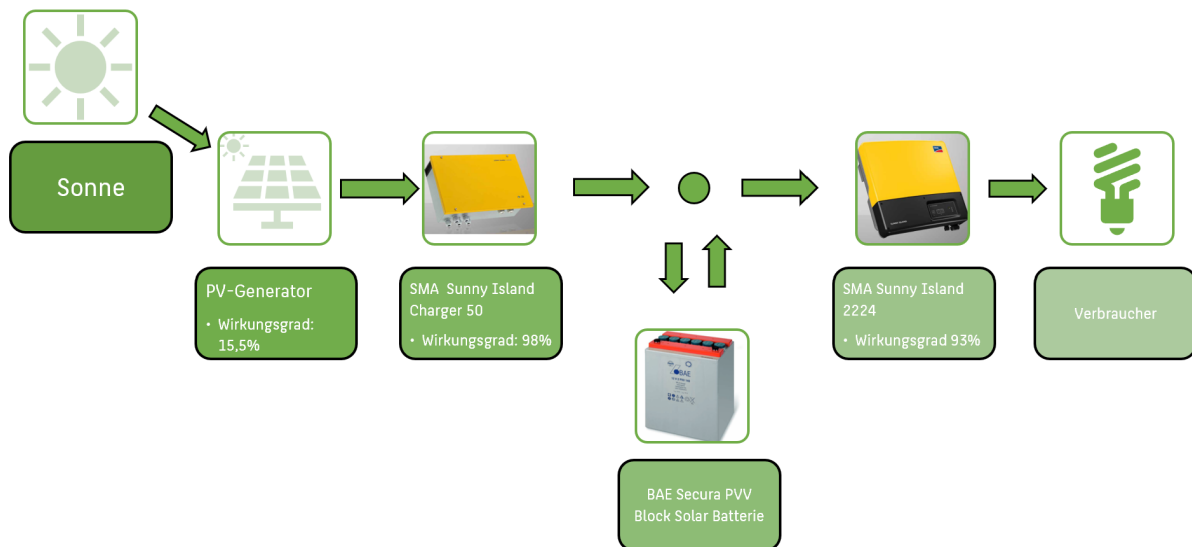 Sonne
PV-Generator
• Wirkungsgrad:
15,5%
SMA Sunny Island
Charger 50
• Wirkungsgrad: 98%
BAE
BAE Secura PVV
Block Solar Batterie
SMA Sunny Island
2224
• Wirkungsgrad 93%
Verbraucher